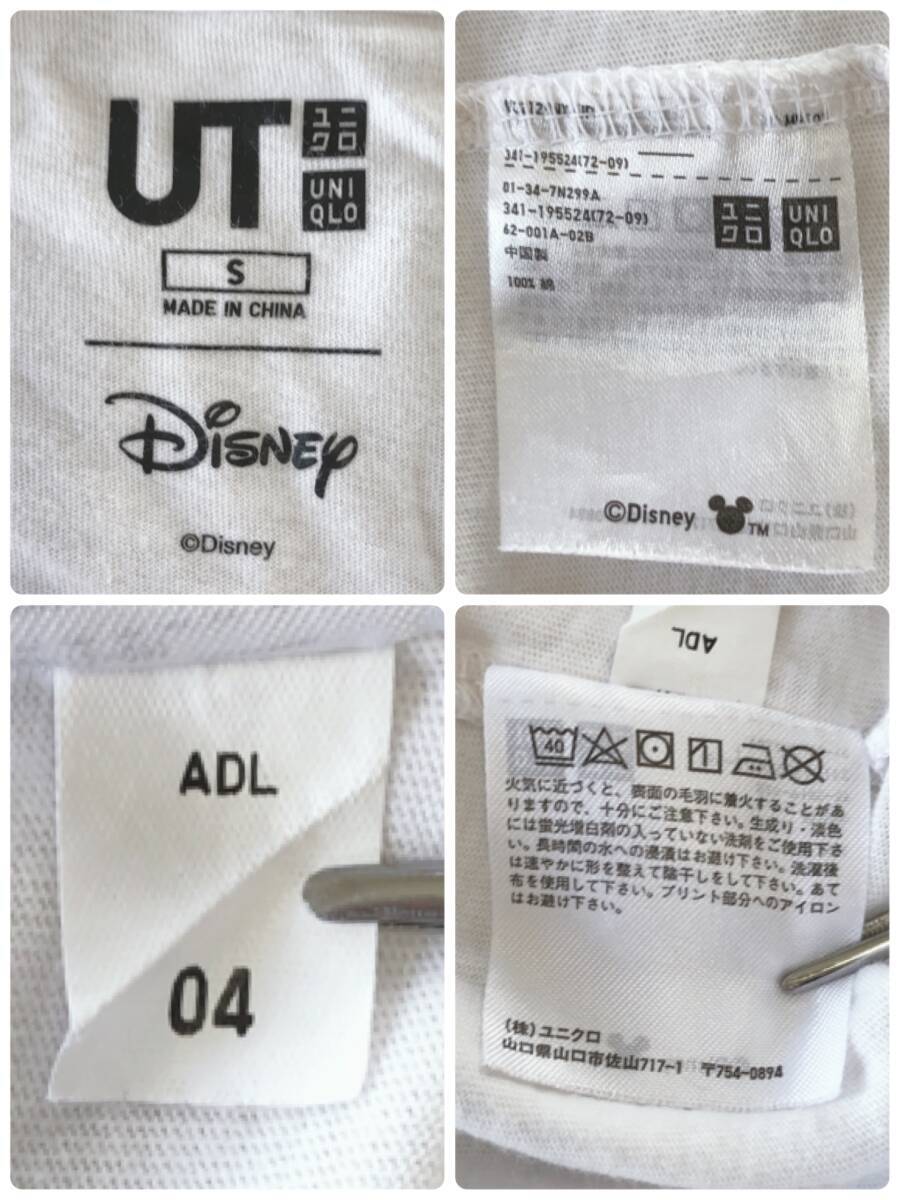 UT ユニクロ
UNIQLO
S
MADE IN CHINA
Disney
©Disney
341-195524(72-09)
01-34-7N299A
341-195524(72-09)
62-001A-02B
中国製
100% 綿
ユニクロ UNIQLO
©Disney TM
ADL
04
ADL
40
火気に近づくと、表面の毛羽に着火することがあ
りますので、十分にご注意下さい。生成り・淡色
には蛍光増白剤の入っていない洗剤をご使用下さ
い。長時間の水への浸漬はお避け下さい。洗濯後
は速やかに形を整えて陰干しをして下さい。あて
布を使用して下さい。プリント部分へのアイロン
はお避け下さい。
(株)ユニクロ
山口県山口市佐山717-1 〒754-0894